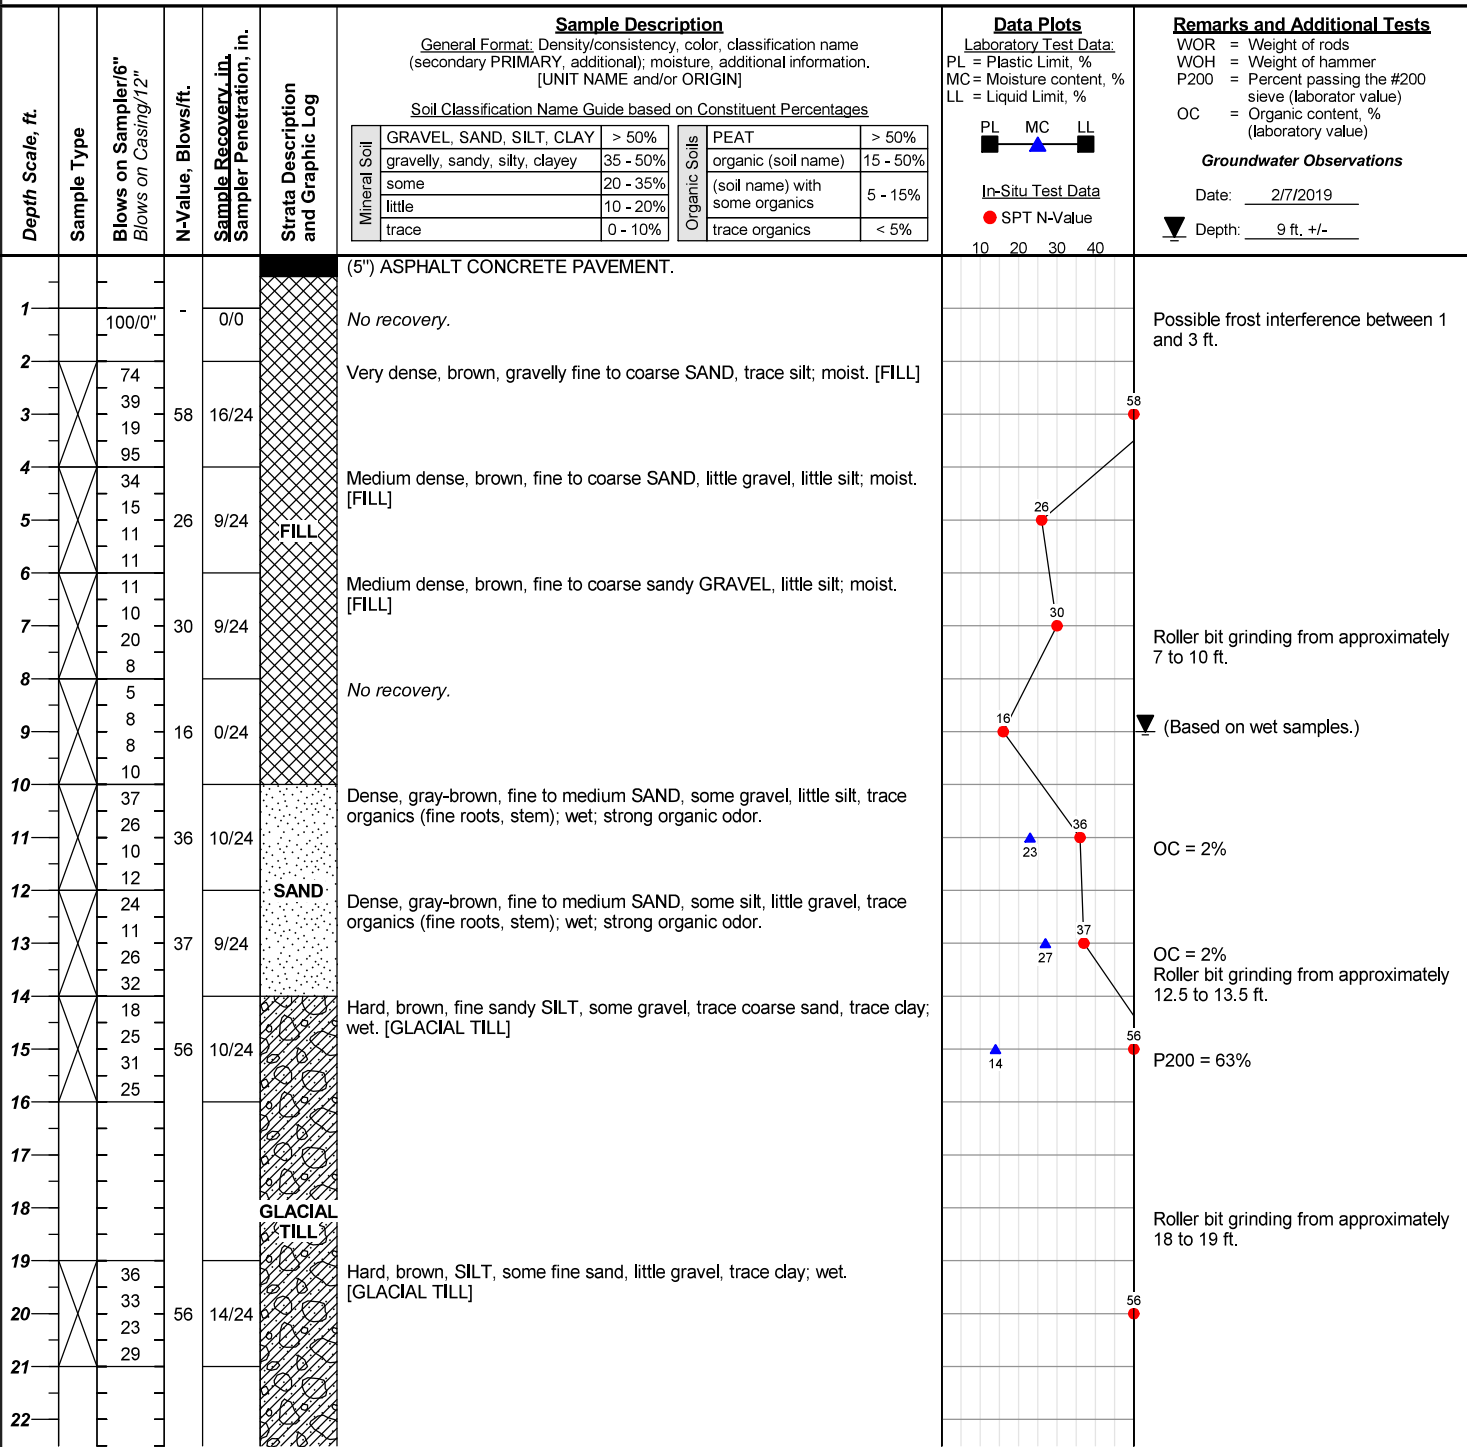 Depth Scale, ft.
Sample Type
Blows on Sampler/6"
Blows on Casing/12"
N-Value, Blows/ft.
Sample Recovery, in.
Sampler Penetration, in.
Strata Description
and Graphic Log
Sample Description
General Format: Density/consistency, color, classification name
(secondary PRIMARY, additional); moisture, additional information.
[UNIT NAME and/or ORIGIN]
Soil Classification Name Guide based on Constituent Percentages
Mineral Soil
GRAVEL, SAND, SILT, CLAY > 50%
gravelly, sandy, silty, clayey 35 - 50%
some 20 - 35%
little 10 - 20%
trace 0 - 10%
Organic Soils
PEAT > 50%
organic (soil name) 15 - 50%
(soil name) with
some organics 5 - 15%
trace organics < 5%
Data Plots
Laboratory Test Data:
PL = Plastic Limit, %
MC = Moisture content, %
LL = Liquid Limit, %
PL MC LL
In-Situ Test Data
SPT N-Value
10 20 30 40
Remarks and Additional Tests
WOR = Weight of rods
WOH = Weight of hammer
P200 = Percent passing the #200
sieve (laborator value)
OC = Organic content, %
(laboratory value)
Groundwater Observations
Date: 2/7/2019
Depth: 9 ft. +/-
(5") ASPHALT CONCRETE PAVEMENT.
1 -
100/0" 0/0 No recovery. Possible frost interference between 1
and 3 ft.
2
74 Very dense, brown, gravelly fine to coarse SAND, trace silt; moist. [FILL]
39
3 58 16/24 58
19
95
4
34 Medium dense, brown, fine to coarse SAND, little gravel, little silt; moist.
[FILL]
15
5 26 9/24 26
FILL
11
11
6
11 Medium dense, brown, fine to coarse sandy GRAVEL, little silt; moist.
[FILL]
10
7 30 9/24 30
20 Roller bit grinding from approximately
7 to 10 ft.
8
8
5 No recovery.
8
9 16 0/24 16 (Based on wet samples.)
8
10
10
37 Dense, gray-brown, fine to medium SAND, some gravel, little silt, trace
organics (fine roots, stem); wet; strong organic odor.
26
11 36 10/24 36
23 OC = 2%
10
12
12 SAND
24 Dense, gray-brown, fine to medium SAND, some silt, little gravel, trace
organics (fine roots, stem); wet; strong organic odor.
11
13 37 9/24 37
27 OC = 2%
26 Roller bit grinding from approximately
12.5 to 13.5 ft.
32
14
18 Hard, brown, fine sandy SILT, some gravel, trace coarse sand, trace clay;
wet. [GLACIAL TILL]
25
15 56 10/24 56
14 P200 = 63%
31
25
16
17
18 GLACIAL
TILL
Roller bit grinding from approximately
18 to 19 ft.
19
36 Hard, brown, SILT, some fine sand, little gravel, trace clay; wet.
[GLACIAL TILL]
33
20 56 14/24 56
23
29
21
22